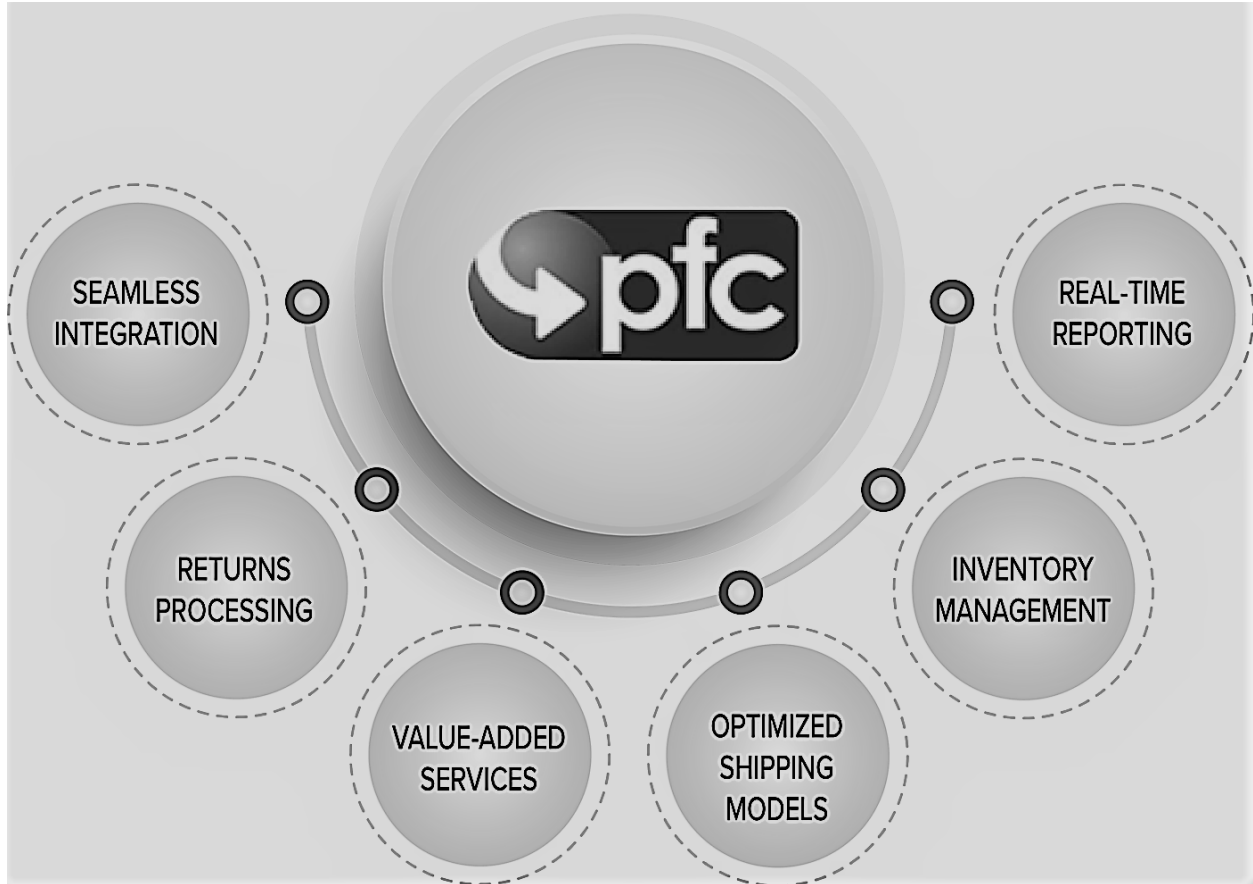 pfc
SEAMLESS
INTEGRATION
RETURNS
PROCESSING
VALUE-ADDED
SERVICES
OPTIMIZED
SHIPPING
MODELS
INVENTORY
MANAGEMENT
REAL-TIME
REPORTING